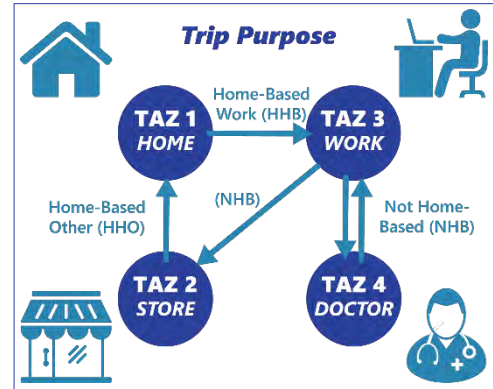 Trip Purpose
Home-Based
Work (HHB)
TAZ 1
HOME
TAZ 3
WORK
Home-Based
Other (HHO)
(NHB)
Not Home-
Based (NHB)
TAZ 2
STORE
TAZ 4
DOCTOR